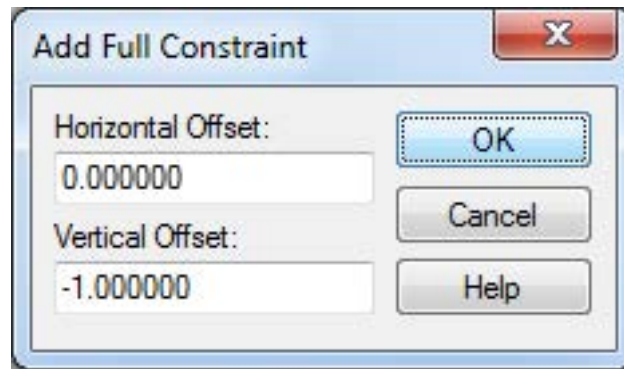 Add Full Constraint
Horizontal Offset:
0.000000
OK
Cancel
Vertical Offset:
-1.000000
Help